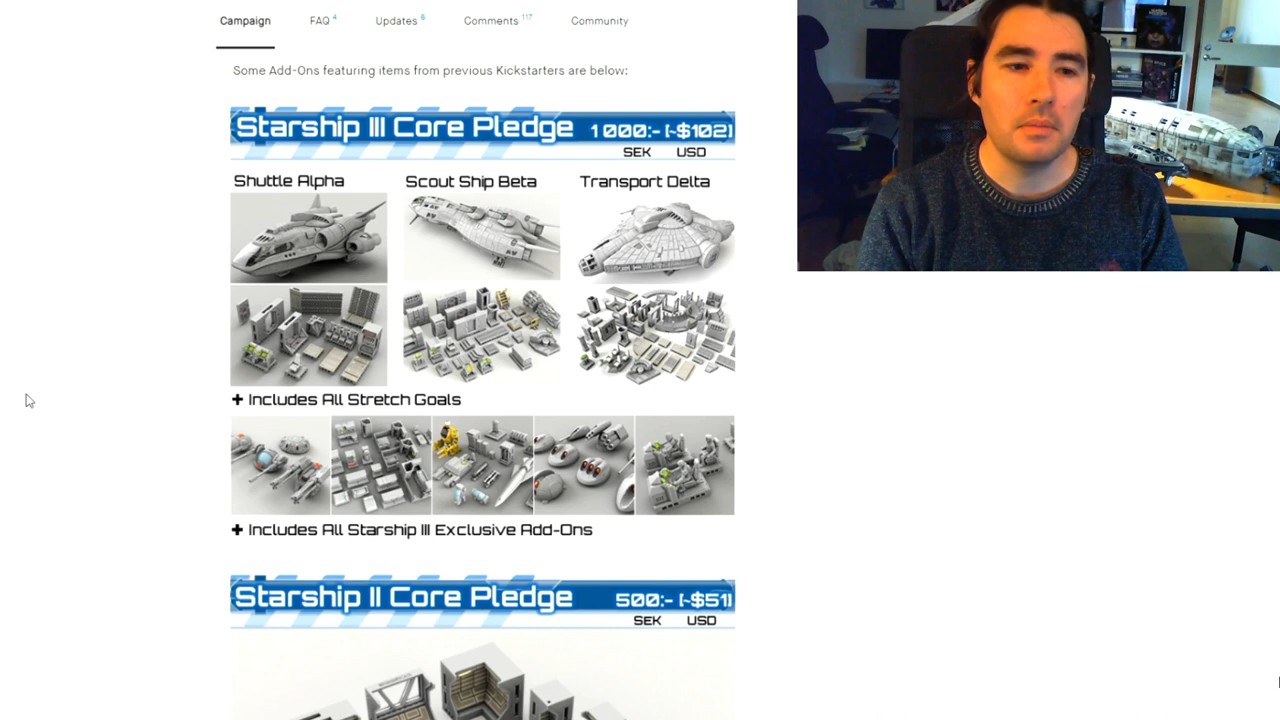 Campaign FAQ 4 Updates 6 Comments 117 Community
Some Add-Ons featuring items from previous Kickstarters are below:
Starship III Core Pledge 1 000:- [~$102]
SEK USD
Shuttle Alpha Scout Ship Beta Transport Delta
+ Includes All Stretch Goals
+ Includes All Starship III Exclusive Add-Ons
Starship II Core Pledge 500:- [~$51]
SEK USD